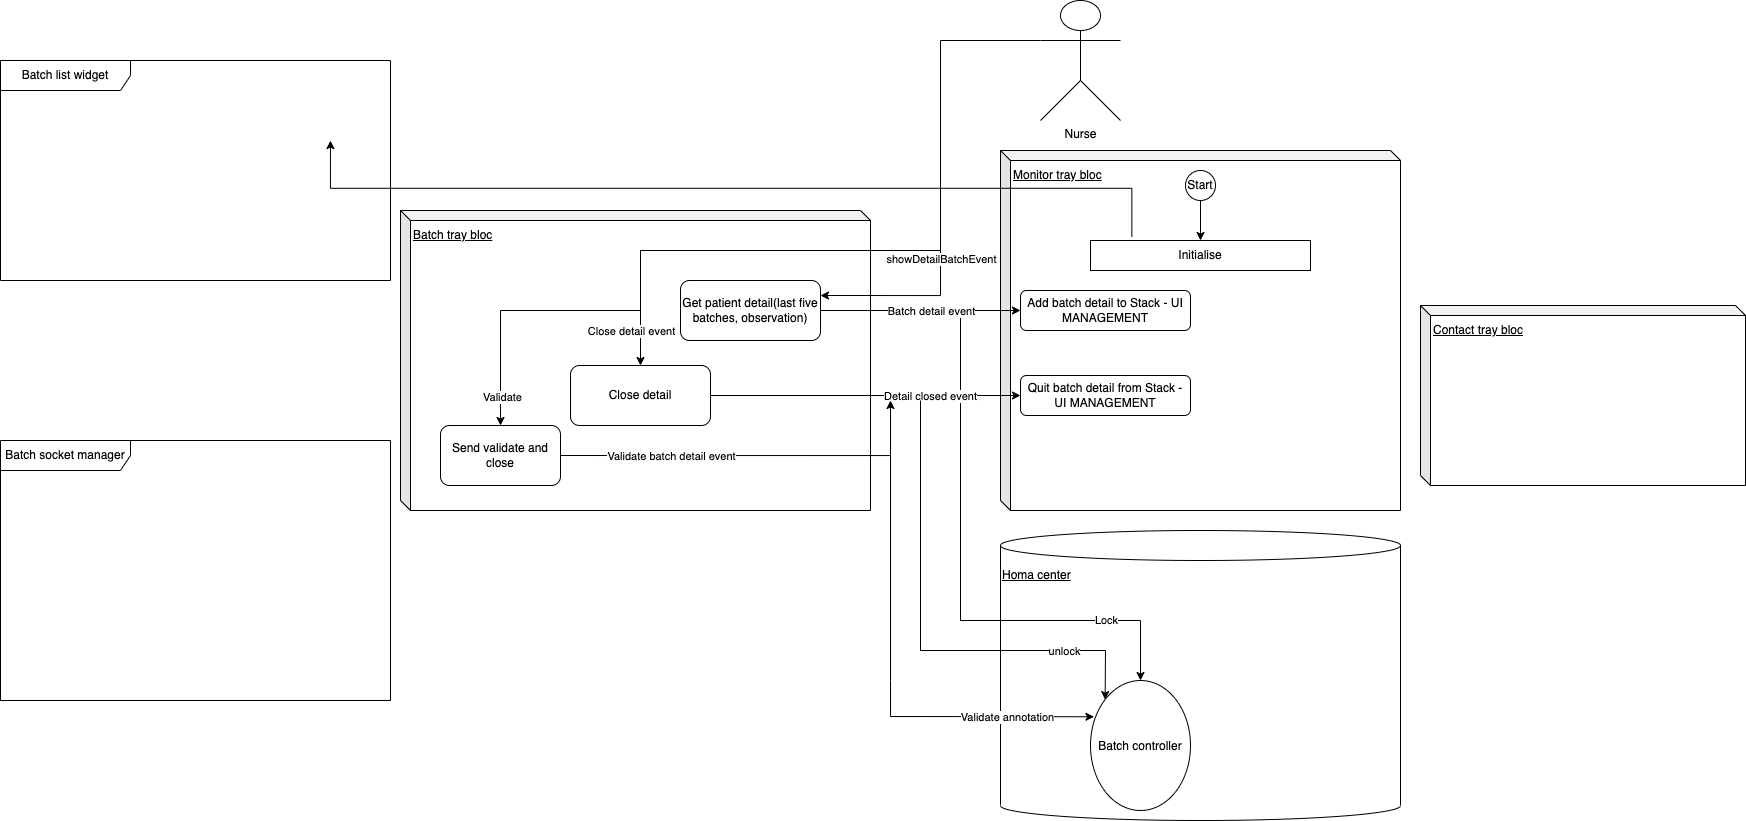 Nurse
Batch list widget
Monitor tray bloc
Start
Initialise
Batch tray bloc
showDetailBatchEvent
Get patient detail(last five
batches, observation)
Batch detail event
Add batch detail to Stack - UI
MANAGEMENT
Contact tray bloc
Close detail event
Close detail
Detail closed event
Quit batch detail from Stack -
UI MANAGEMENT
Validate
Send validate and
close
Validate batch detail event
Batch socket manager
Homa center
Lock
unlock
Validate annotation
Batch controller